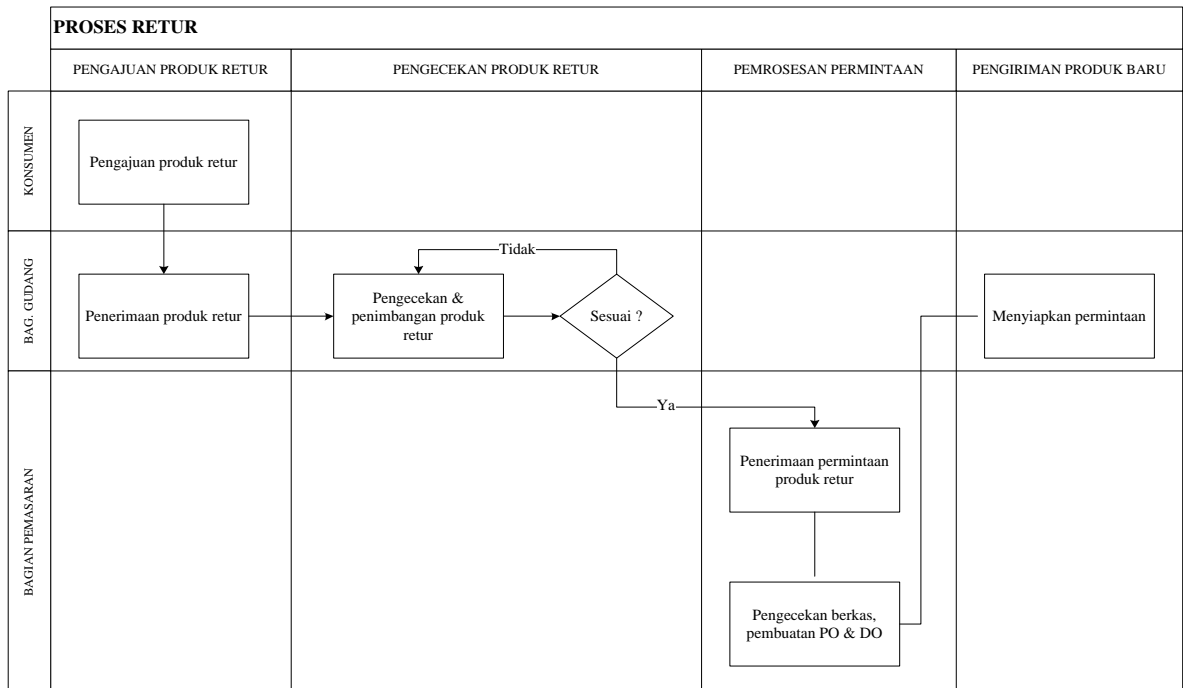 PROSES RETUR
PENGAJUAN PRODUK RETUR
PENGECEKAN PRODUK RETUR
PEMROSESAN PERMINTAAN
PENGIRIMAN PRODUK BARU
KONSUMEN
Pengajuan produk retur
BAG. GUDANG
Penerimaan produk retur
Pengecekan &
penimbangan produk
retur
Tidak
Sesuai ?
Menyiapkan permintaan
BAGIAN PEMASARAN
Ya
Penerimaan permintaan
produk retur
Pengecekan berkas,
pembuatan PO & DO